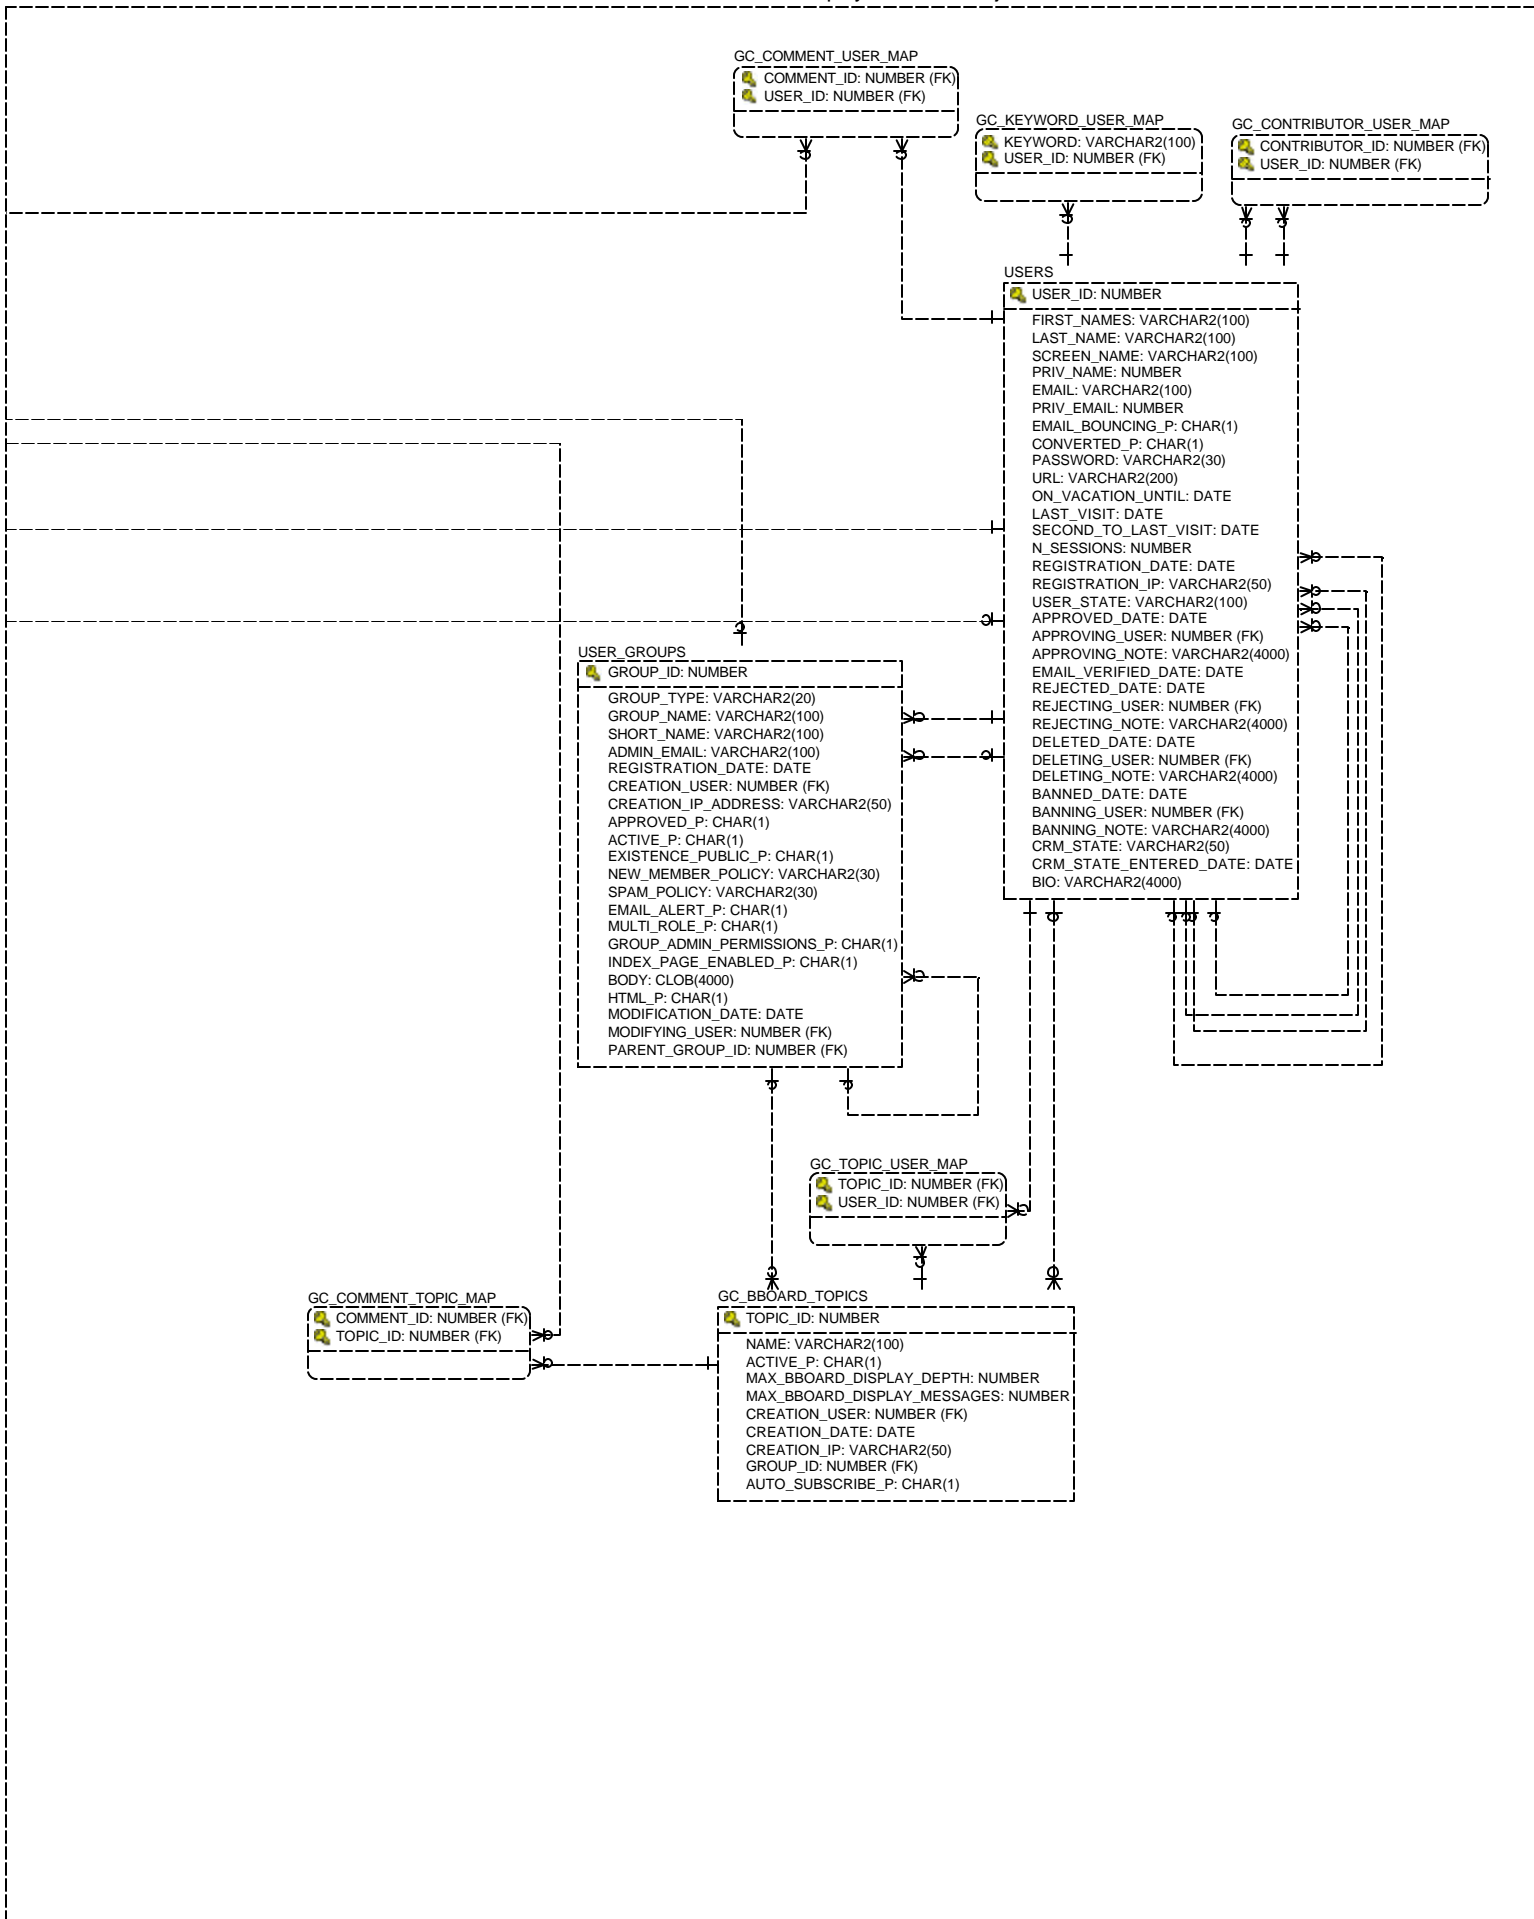 GC_COMMENT_USER_MAP
COMMENT_ID: NUMBER (FK)
USER_ID: NUMBER (FK)
GC_KEYWORD_USER_MAP
KEYWORD: VARCHAR2(100)
USER_ID: NUMBER (FK)
GC_CONTRIBUTOR_USER_MAP
CONTRIBUTOR_ID: NUMBER (FK)
USER_ID: NUMBER (FK)
USERS
USER_ID: NUMBER
FIRST_NAMES: VARCHAR2(100)
LAST_NAME: VARCHAR2(100)
SCREEN_NAME: VARCHAR2(100)
PRIV_NAME: NUMBER
EMAIL: VARCHAR2(100)
PRIV_EMAIL: NUMBER
EMAIL_BOUNCING_P: CHAR(1)
CONVERTED_P: CHAR(1)
PASSWORD: VARCHAR2(30)
URL: VARCHAR2(200)
ON_VACATION_UNTIL: DATE
LAST_VISIT: DATE
SECOND_TO_LAST_VISIT: DATE
N_SESSIONS: NUMBER
REGISTRATION_DATE: DATE
REGISTRATION_IP: VARCHAR2(50)
USER_STATE: VARCHAR2(100)
APPROVED_DATE: DATE
APPROVING_USER: NUMBER (FK)
APPROVING_NOTE: VARCHAR2(4000)
EMAIL_VERIFIED_DATE: DATE
REJECTED_DATE: DATE
REJECTING_USER: NUMBER (FK)
REJECTING_NOTE: VARCHAR2(4000)
DELETED_DATE: DATE
DELETING_USER: NUMBER (FK)
DELETING_NOTE: VARCHAR2(4000)
BANNED_DATE: DATE
BANNING_USER: NUMBER (FK)
BANNING_NOTE: VARCHAR2(4000)
CRM_STATE: VARCHAR2(50)
CRM_STATE_ENTERED_DATE: DATE
BIO: VARCHAR2(4000)
USER_GROUPS
GROUP_ID: NUMBER
GROUP_TYPE: VARCHAR2(20)
GROUP_NAME: VARCHAR2(100)
SHORT_NAME: VARCHAR2(100)
ADMIN_EMAIL: VARCHAR2(100)
REGISTRATION_DATE: DATE
CREATION_USER: NUMBER (FK)
CREATION_IP_ADDRESS: VARCHAR2(50)
APPROVED_P: CHAR(1)
ACTIVE_P: CHAR(1)
EXISTENCE_PUBLIC_P: CHAR(1)
NEW_MEMBER_POLICY: VARCHAR2(30)
SPAM_POLICY: VARCHAR2(30)
EMAIL_ALERT_P: CHAR(1)
MULTI_ROLE_P: CHAR(1)
GROUP_ADMIN_PERMISSIONS_P: CHAR(1)
INDEX_PAGE_ENABLED_P: CHAR(1)
BODY: CLOB(4000)
HTML_P: CHAR(1)
MODIFICATION_DATE: DATE
MODIFYING_USER: NUMBER (FK)
PARENT_GROUP_ID: NUMBER (FK)
GC_TOPIC_USER_MAP
TOPIC_ID: NUMBER (FK)
USER_ID: NUMBER (FK)
GC_COMMENT_TOPIC_MAP
COMMENT_ID: NUMBER (FK)
TOPIC_ID: NUMBER (FK)
GC_BBOARD_TOPICS
TOPIC_ID: NUMBER
NAME: VARCHAR2(100)
ACTIVE_P: CHAR(1)
MAX_BBOARD_DISPLAY_DEPTH: NUMBER
MAX_BBOARD_DISPLAY_MESSAGES: NUMBER
CREATION_USER: NUMBER (FK)
CREATION_DATE: DATE
CREATION_IP: VARCHAR2(50)
GROUP_ID: NUMBER (FK)
AUTO_SUBSCRIBE_P: CHAR(1)